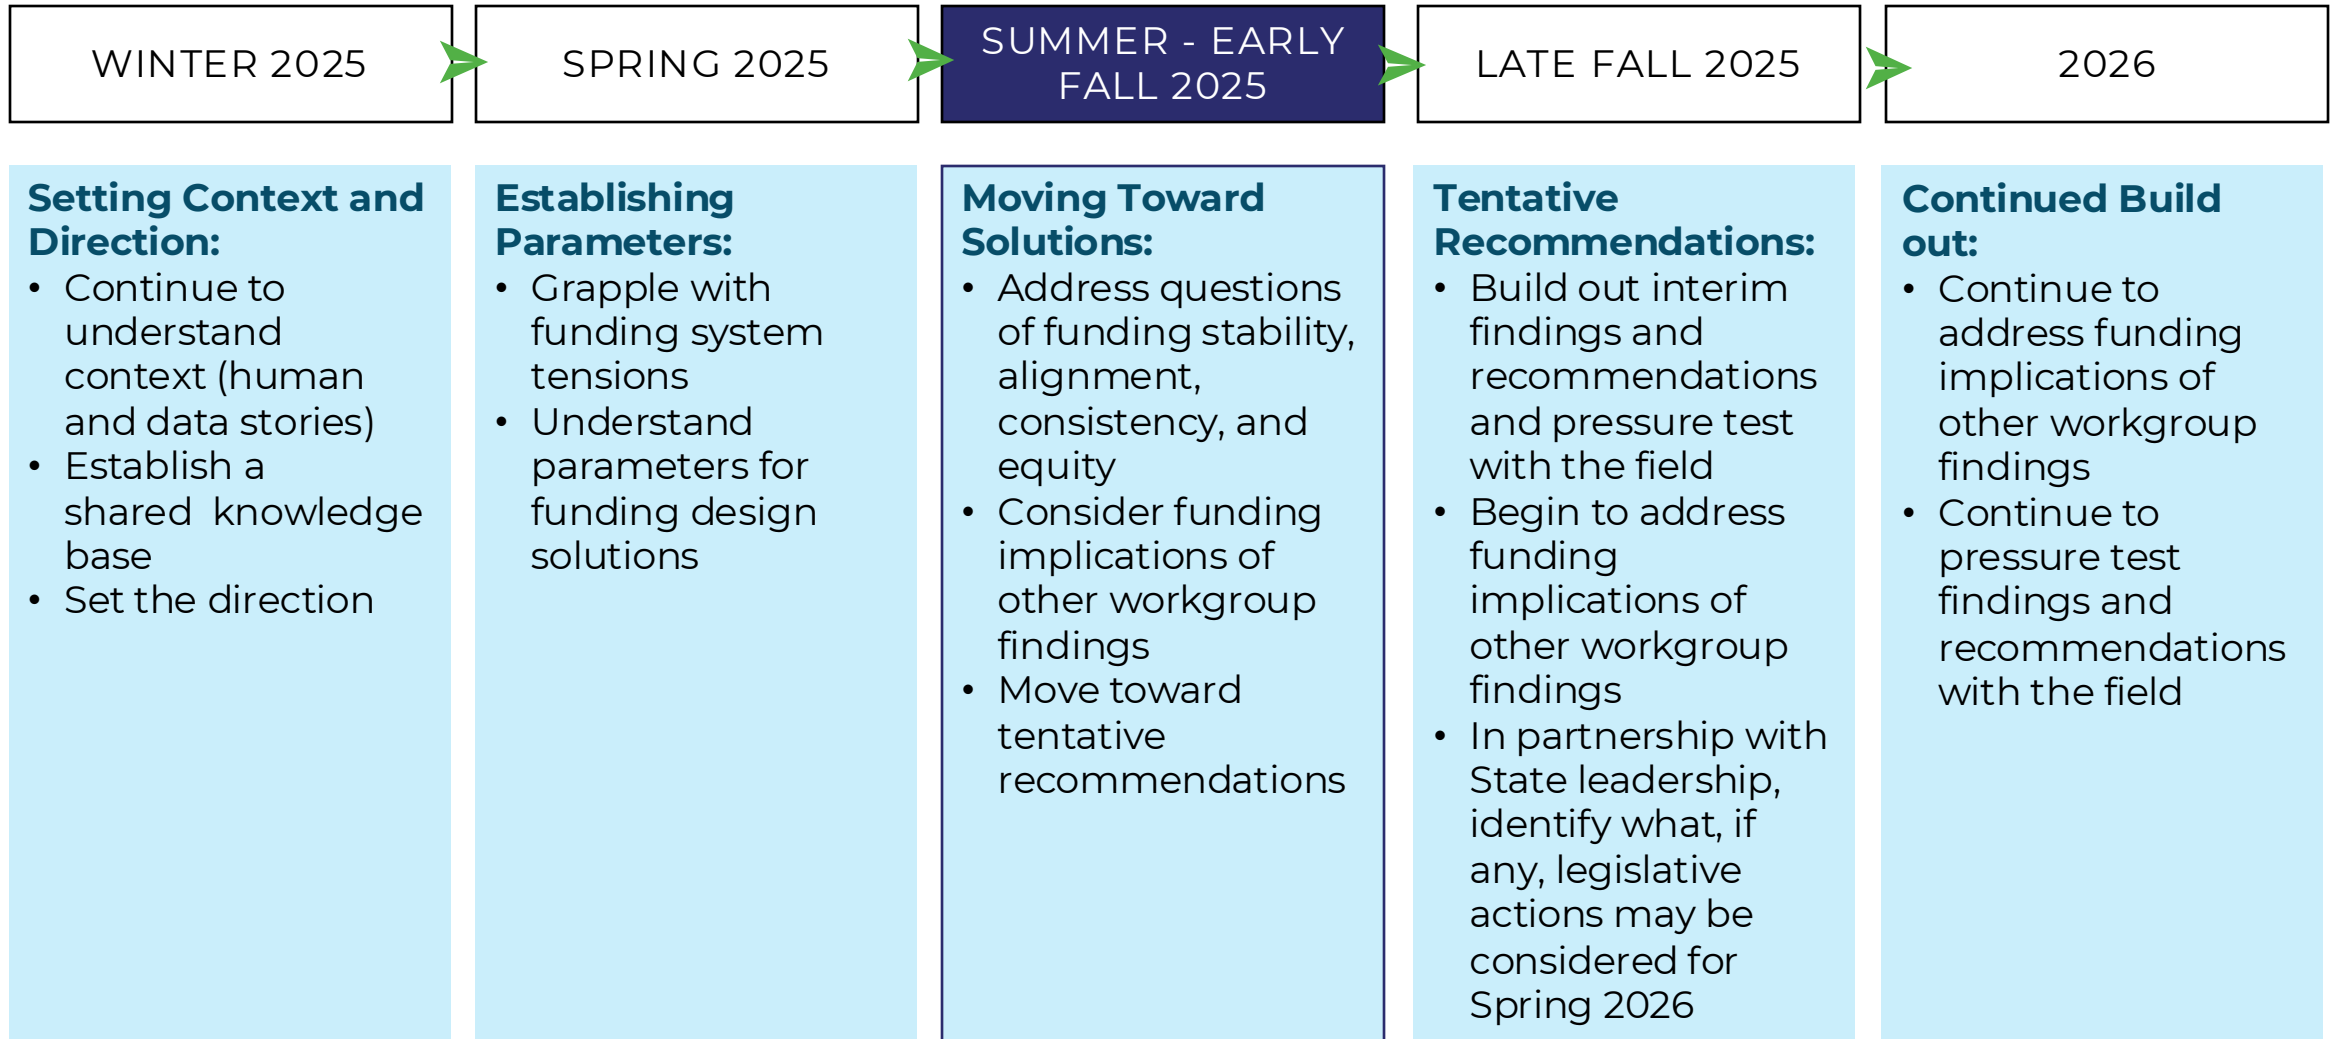 WINTER 2025
SPRING 2025
SUMMER - EARLY
FALL 2025
LATE FALL 2025
2026
Setting Context and
Direction:
• Continue to
understand
context (human
and data stories)
• Establish a
shared  knowledge
base
• Set the direction
Establishing
Parameters:
• Grapple with
funding system
tensions
• Understand
parameters for
funding design
solutions
Moving Toward
Solutions:
• Address questions
of funding stability,
alignment,
consistency, and
equity
• Consider funding
implications of
other workgroup
findings
• Move toward
tentative
recommendations
Tentative
Recommendations:
• Build out interim
findings and
recommendations
and pressure test
with the field
• Begin to address
funding
implications of
other workgroup
findings
• In partnership with
State leadership,
identify what, if
any, legislative
actions may be
considered for
Spring 2026
Continued Build
out:
• Continue to
address funding
implications of
other workgroup
findings
• Continue to
pressure test
findings and
recommendations
with the field